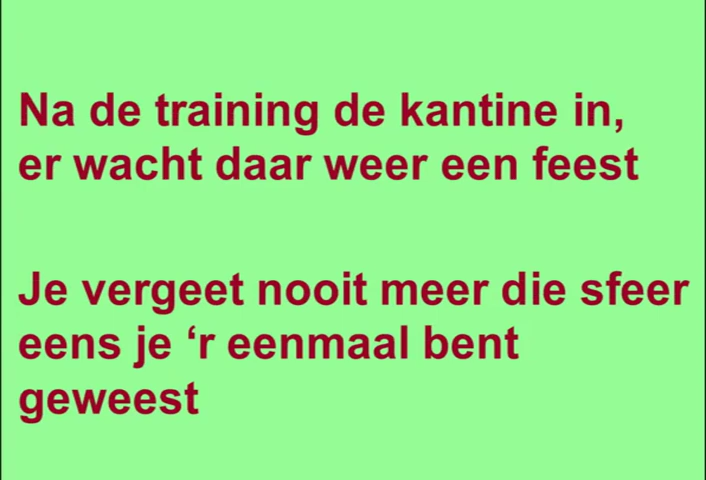 Na de training de kantine in,
er wacht daar weer een feest
Je vergeet nooit meer die sfeer
eens je ‘r eenmaal bent
geweest